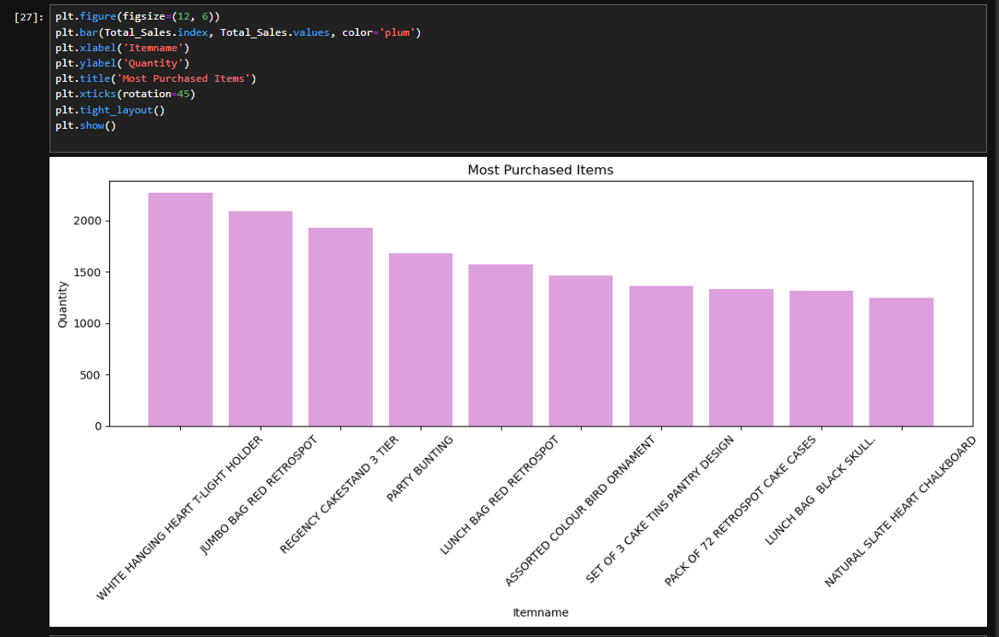 [27]:
plt.figure(figsize=(12, 6))
plt.bar(Total_Sales.index, Total_Sales.values, color='plum')
plt.xlabel('Itemname')
plt.ylabel('Quantity')
plt.title('Most Purchased Items')
plt.xticks(rotation=45)
plt.tight_layout()
plt.show()
Most Purchased Items
Quantity
2000
1500
1000
500
0
WHITE HANGING HEART T-LIGHT HOLDER
JUMBO BAG RED RETROSPOT
REGENCY CAKESTAND 3 TIER
PARTY BUNTING
LUNCH BAG RED RETROSPOT
ASSORTED COLOUR BIRD ORNAMENT
SET OF 3 CAKE TINS PANTRY DESIGN
PACK OF 72 RETROSPOT CAKE CASES
LUNCH BAG  BLACK SKULL.
NATURAL SLATE HEART CHALKBOARD
Itemname